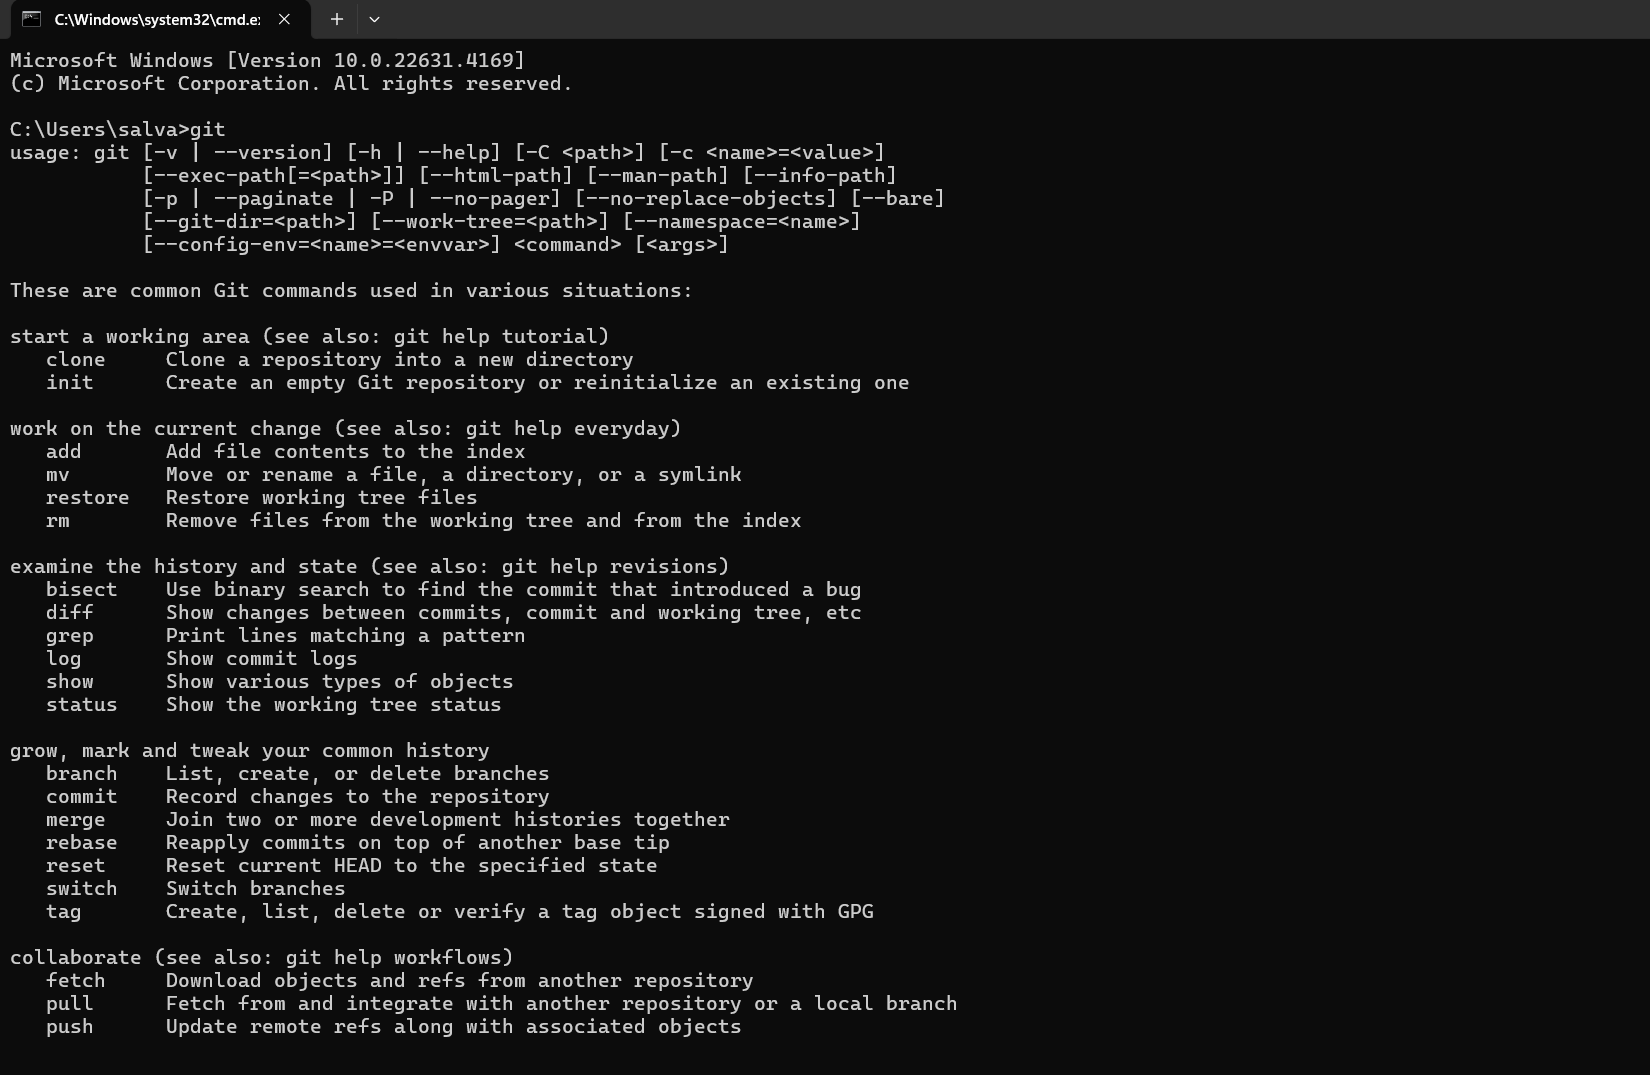 C:\Windows\system32\cmd.e:
Microsoft Windows [Version 10.0.22631.4169]
(c) Microsoft Corporation. All rights reserved.
C:\Users\salva>git
usage: git [-v | --version] [-h | --help] [-C <path>] [-c <name>=<value>]
           [--exec-path[=<path>]] [--html-path] [--man-path] [--info-path]
           [-p | --paginate | -P | --no-pager] [--no-replace-objects] [--bare]
           [--git-dir=<path>] [--work-tree=<path>] [--namespace=<name>]
           [--config-env=<name>=<envvar>] <command> [<args>]
These are common Git commands used in various situations:
start a working area (see also: git help tutorial)
   clone     Clone a repository into a new directory
   init      Create an empty Git repository or reinitialize an existing one
work on the current change (see also: git help everyday)
   add       Add file contents to the index
   mv        Move or rename a file, a directory, or a symlink
   restore   Restore working tree files
   rm        Remove files from the working tree and from the index
examine the history and state (see also: git help revisions)
   bisect    Use binary search to find the commit that introduced a bug
   diff      Show changes between commits, commit and working tree, etc
   grep      Print lines matching a pattern
   log       Show commit logs
   show      Show various types of objects
   status    Show the working tree status
grow, mark and tweak your common history
   branch    List, create, or delete branches
   commit    Record changes to the repository
   merge     Join two or more development histories together
   rebase    Reapply commits on top of another base tip
   reset     Reset current HEAD to the specified state
   switch    Switch branches
   tag       Create, list, delete or verify a tag object signed with GPG
collaborate (see also: git help workflows)
   fetch     Download objects and refs from another repository
   pull      Fetch from and integrate with another repository or a local branch
   push      Update remote refs along with associated objects